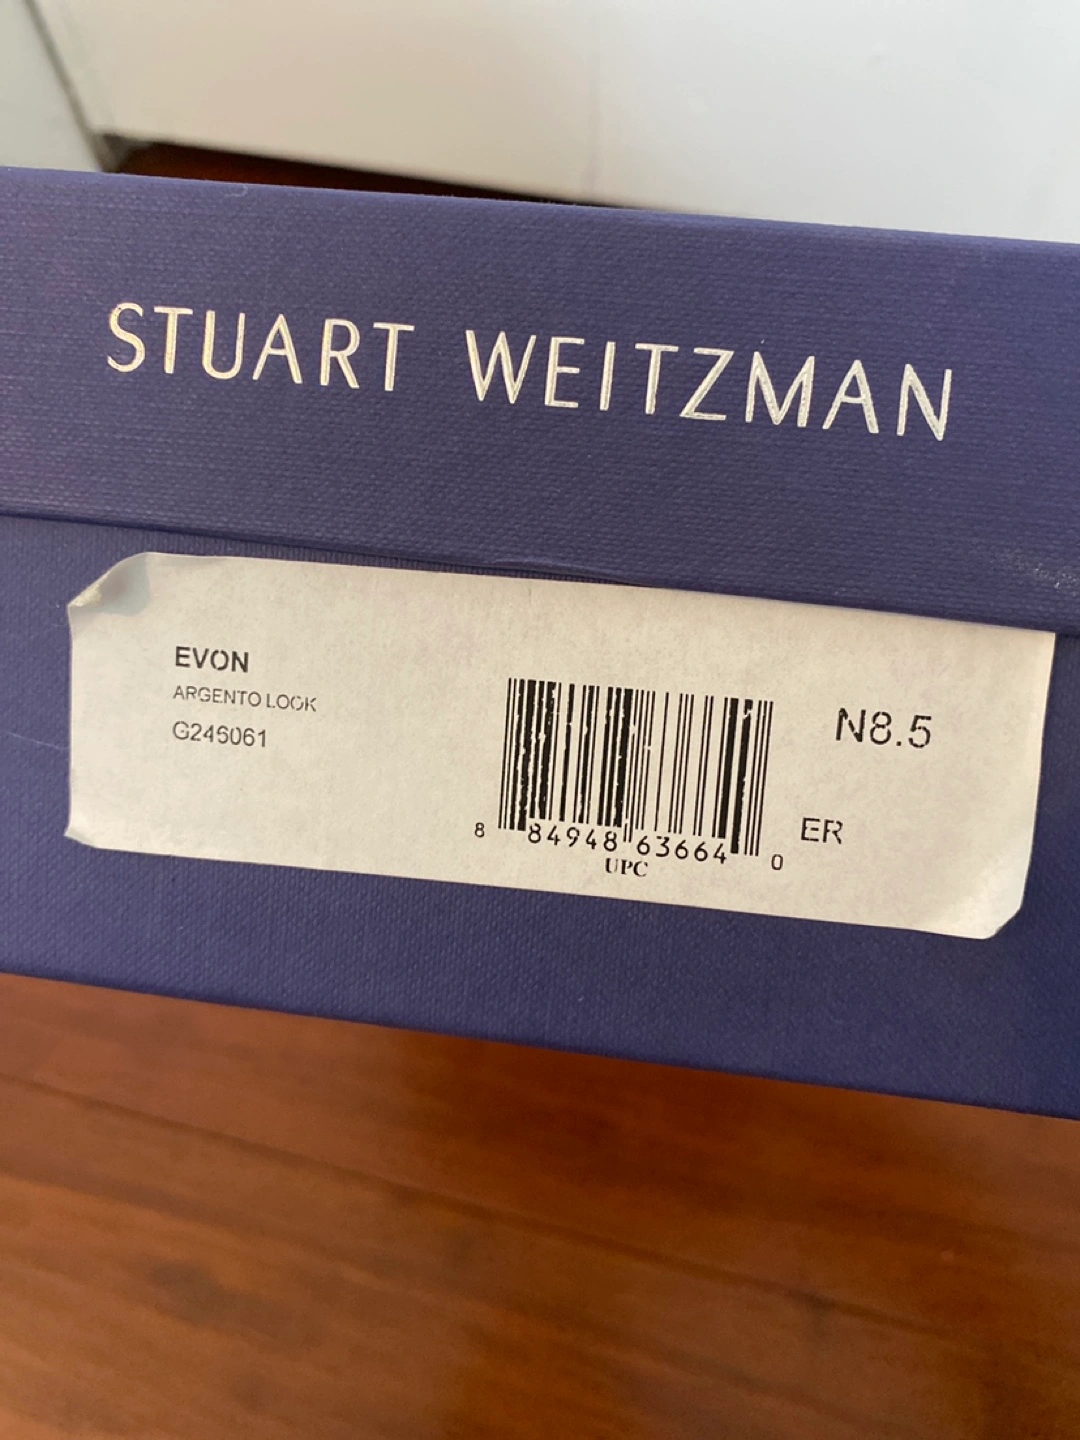 STUART WEITZMAN
EVON
ARGENTO LOOK
G246061
N8.5
ER
8 84948 63664 0
UPC